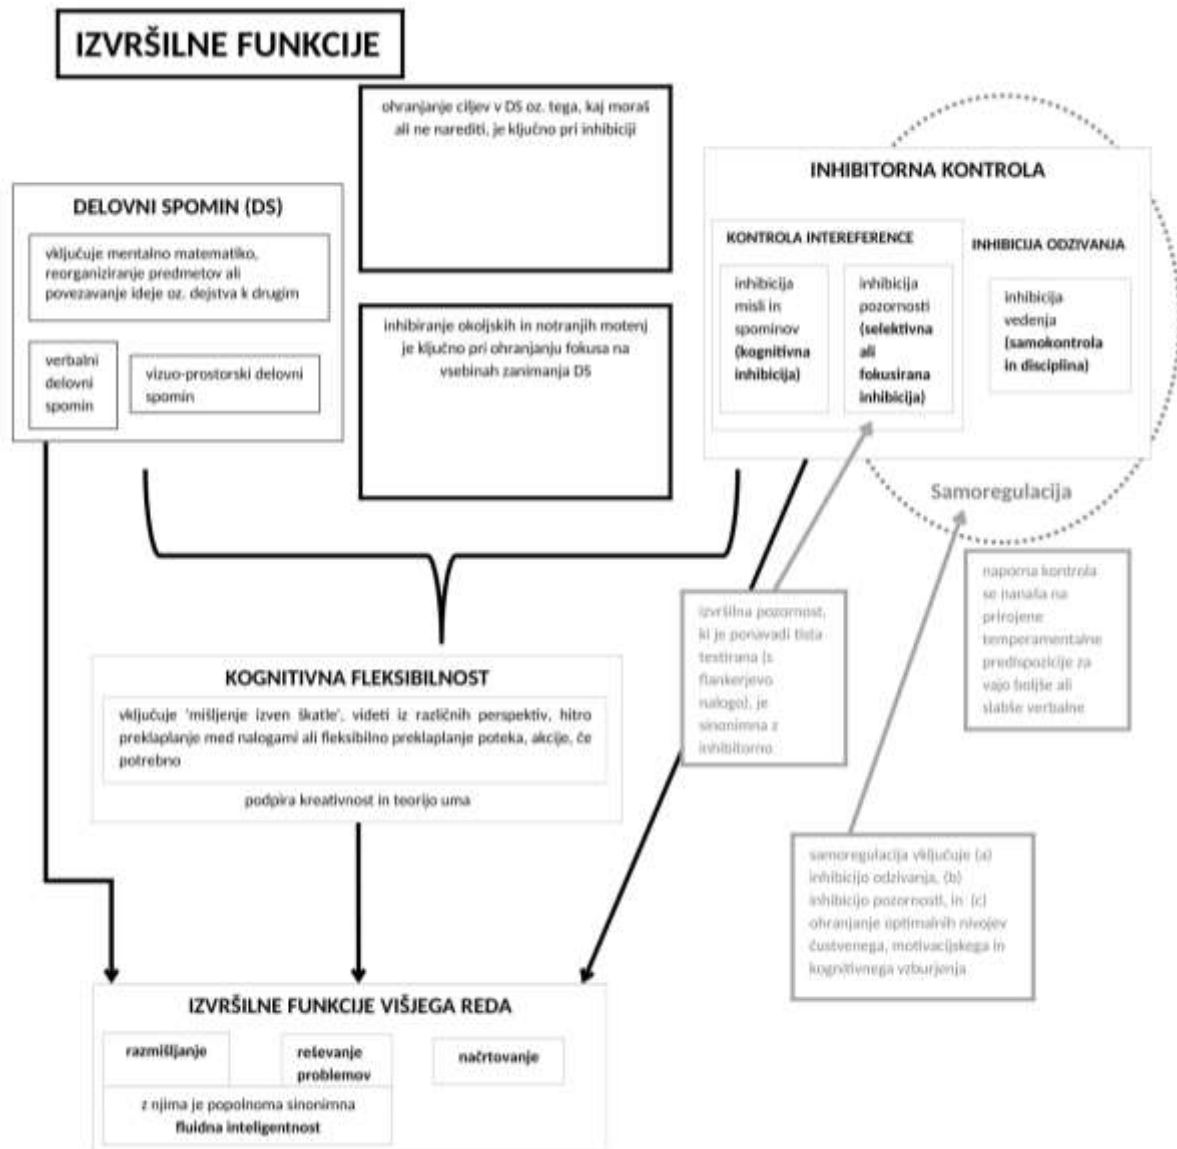 IZVRŠILNE FUNKCIJE
ohranjanje ciljev v DS oz. tega, kaj moraš
ali ne narediti, je ključno pri inhibiciji
DELOVNI SPOMIN (DS)
vključuje mentalno matematiko,
reorganiziranje predmetov ali
povezavanje ideje oz. dejstva k drugim
verbalni
delovni
spomin
vizuo-prostorski delovni
spomin
inhibiranje okoljskih in notranjih motenj
je ključno pri ohranjanju fokusa na
vsebinah zanimanja DS
INHIBITORNA KONTROLA
KONTROLA INTEREFERENCE
inhibicija
misli in
spominov
(kognitivna
inhibicija)
inhibicija
pozornosti
(selektivna
ali
fokusirana
inhibicija)
INHIBICIJA ODZIVANJA
inhibicija
vedenja
(samokontrola
in disciplina)
Samoregulacija
naporna kontrola
se nanaša na
prirojene
temperamentalne
predispozicije za
vajo boljše ali
slabše verbalne
izvršilna pozornost,
ki je ponavadi tista
testirana (s
flankerjevo
nalogo), je
sinonimna z
inhibitorno
KOGNITIVNA FLEKSIBILNOST
vključuje 'mišljenje izven škatle', videti iz različnih perspektiv, hitro
preklaplanje med nalogami ali fleksibilno preklaplanje poteka, akcije, če
potrebno
podpira kreativnost in teorijo uma
samoregulacija vključuje (a)
inhibicijo odzivanja, (b)
inhibicijo pozornosti, in (c)
ohranjanje optimalnih nivojev
čustvenega, motivacijskega in
kognitivnega vzburjenja
IZVRŠILNE FUNKCIJE VIŠJEGA REDA
razmišljanje
reševanje
problemov
načrtovanje
z njima je popolnoma sinonimna
fluidna inteligentnost